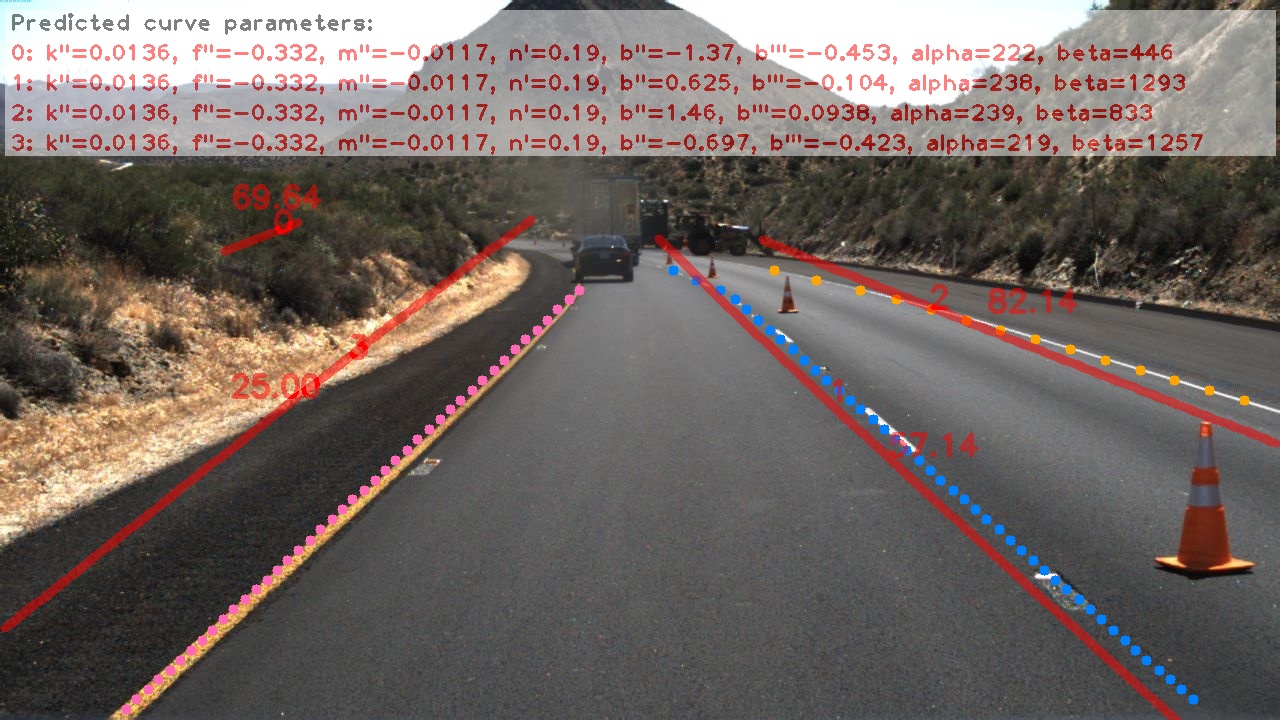 Predicted curve parameters:
0: k''=0.0136, f''=-0.332, m''=-0.0117, n'=0.19, b''=-1.37, b'''=-0.453, alpha=222, beta=446
1: k''=0.0136, f''=-0.332, m''=-0.0117, n'=0.19, b''=0.625, b'''=-0.104, alpha=238, beta=1293
2: k''=0.0136, f''=-0.332, m''=-0.0117, n'=0.19, b''=1.46, b'''=0.0938, alpha=239, beta=833
3: k''=0.0136, f''=-0.332, m''=-0.0117, n'=0.19, b''=-0.697, b'''=-0.423, alpha=219, beta=1257
69.64
0
2 82.14
3
25.00
1